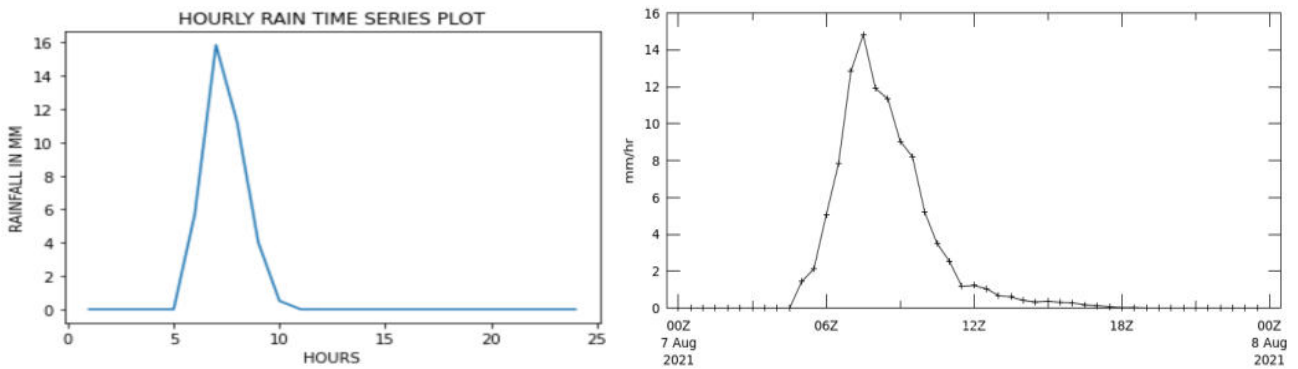 HOURLY RAIN TIME SERIES PLOT
RAINFALL IN MM
16
14
12
10
8
6
4
2
0
0 5 10 15 20 25
HOURS
mm/hr
16
14
12
10
8
6
4
2
0
00Z 06Z 12Z 18Z 00Z
7 Aug 8 Aug
2021 2021